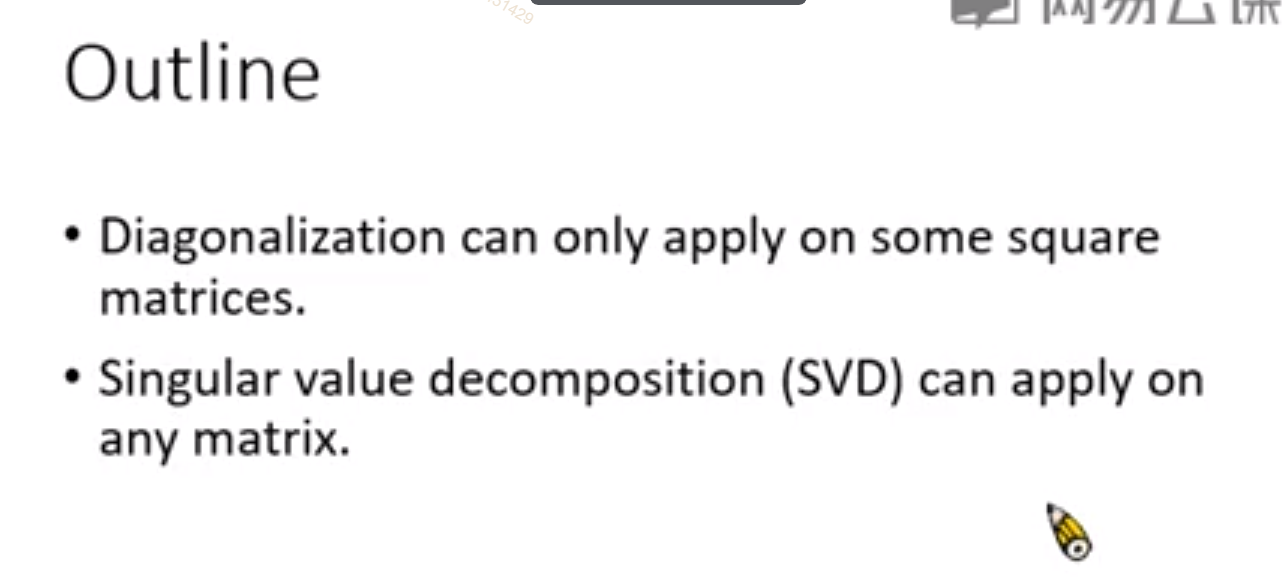 网易云课
Outline
• Diagonalization can only apply on some square
matrices.
• Singular value decomposition (SVD) can apply on
any matrix.